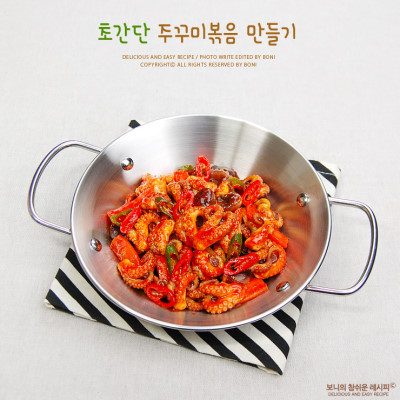 초간단 주꾸미볶음 만들기
DELICIOUS AND EASY RECIPE / PHOTO WRITE EDITED BY BONI
COPYRIGHT© ALL RIGHTS RESERVED BY BONI
보니의 참쉬운 레시피©
DELICIOUS AND EASY RECIPE